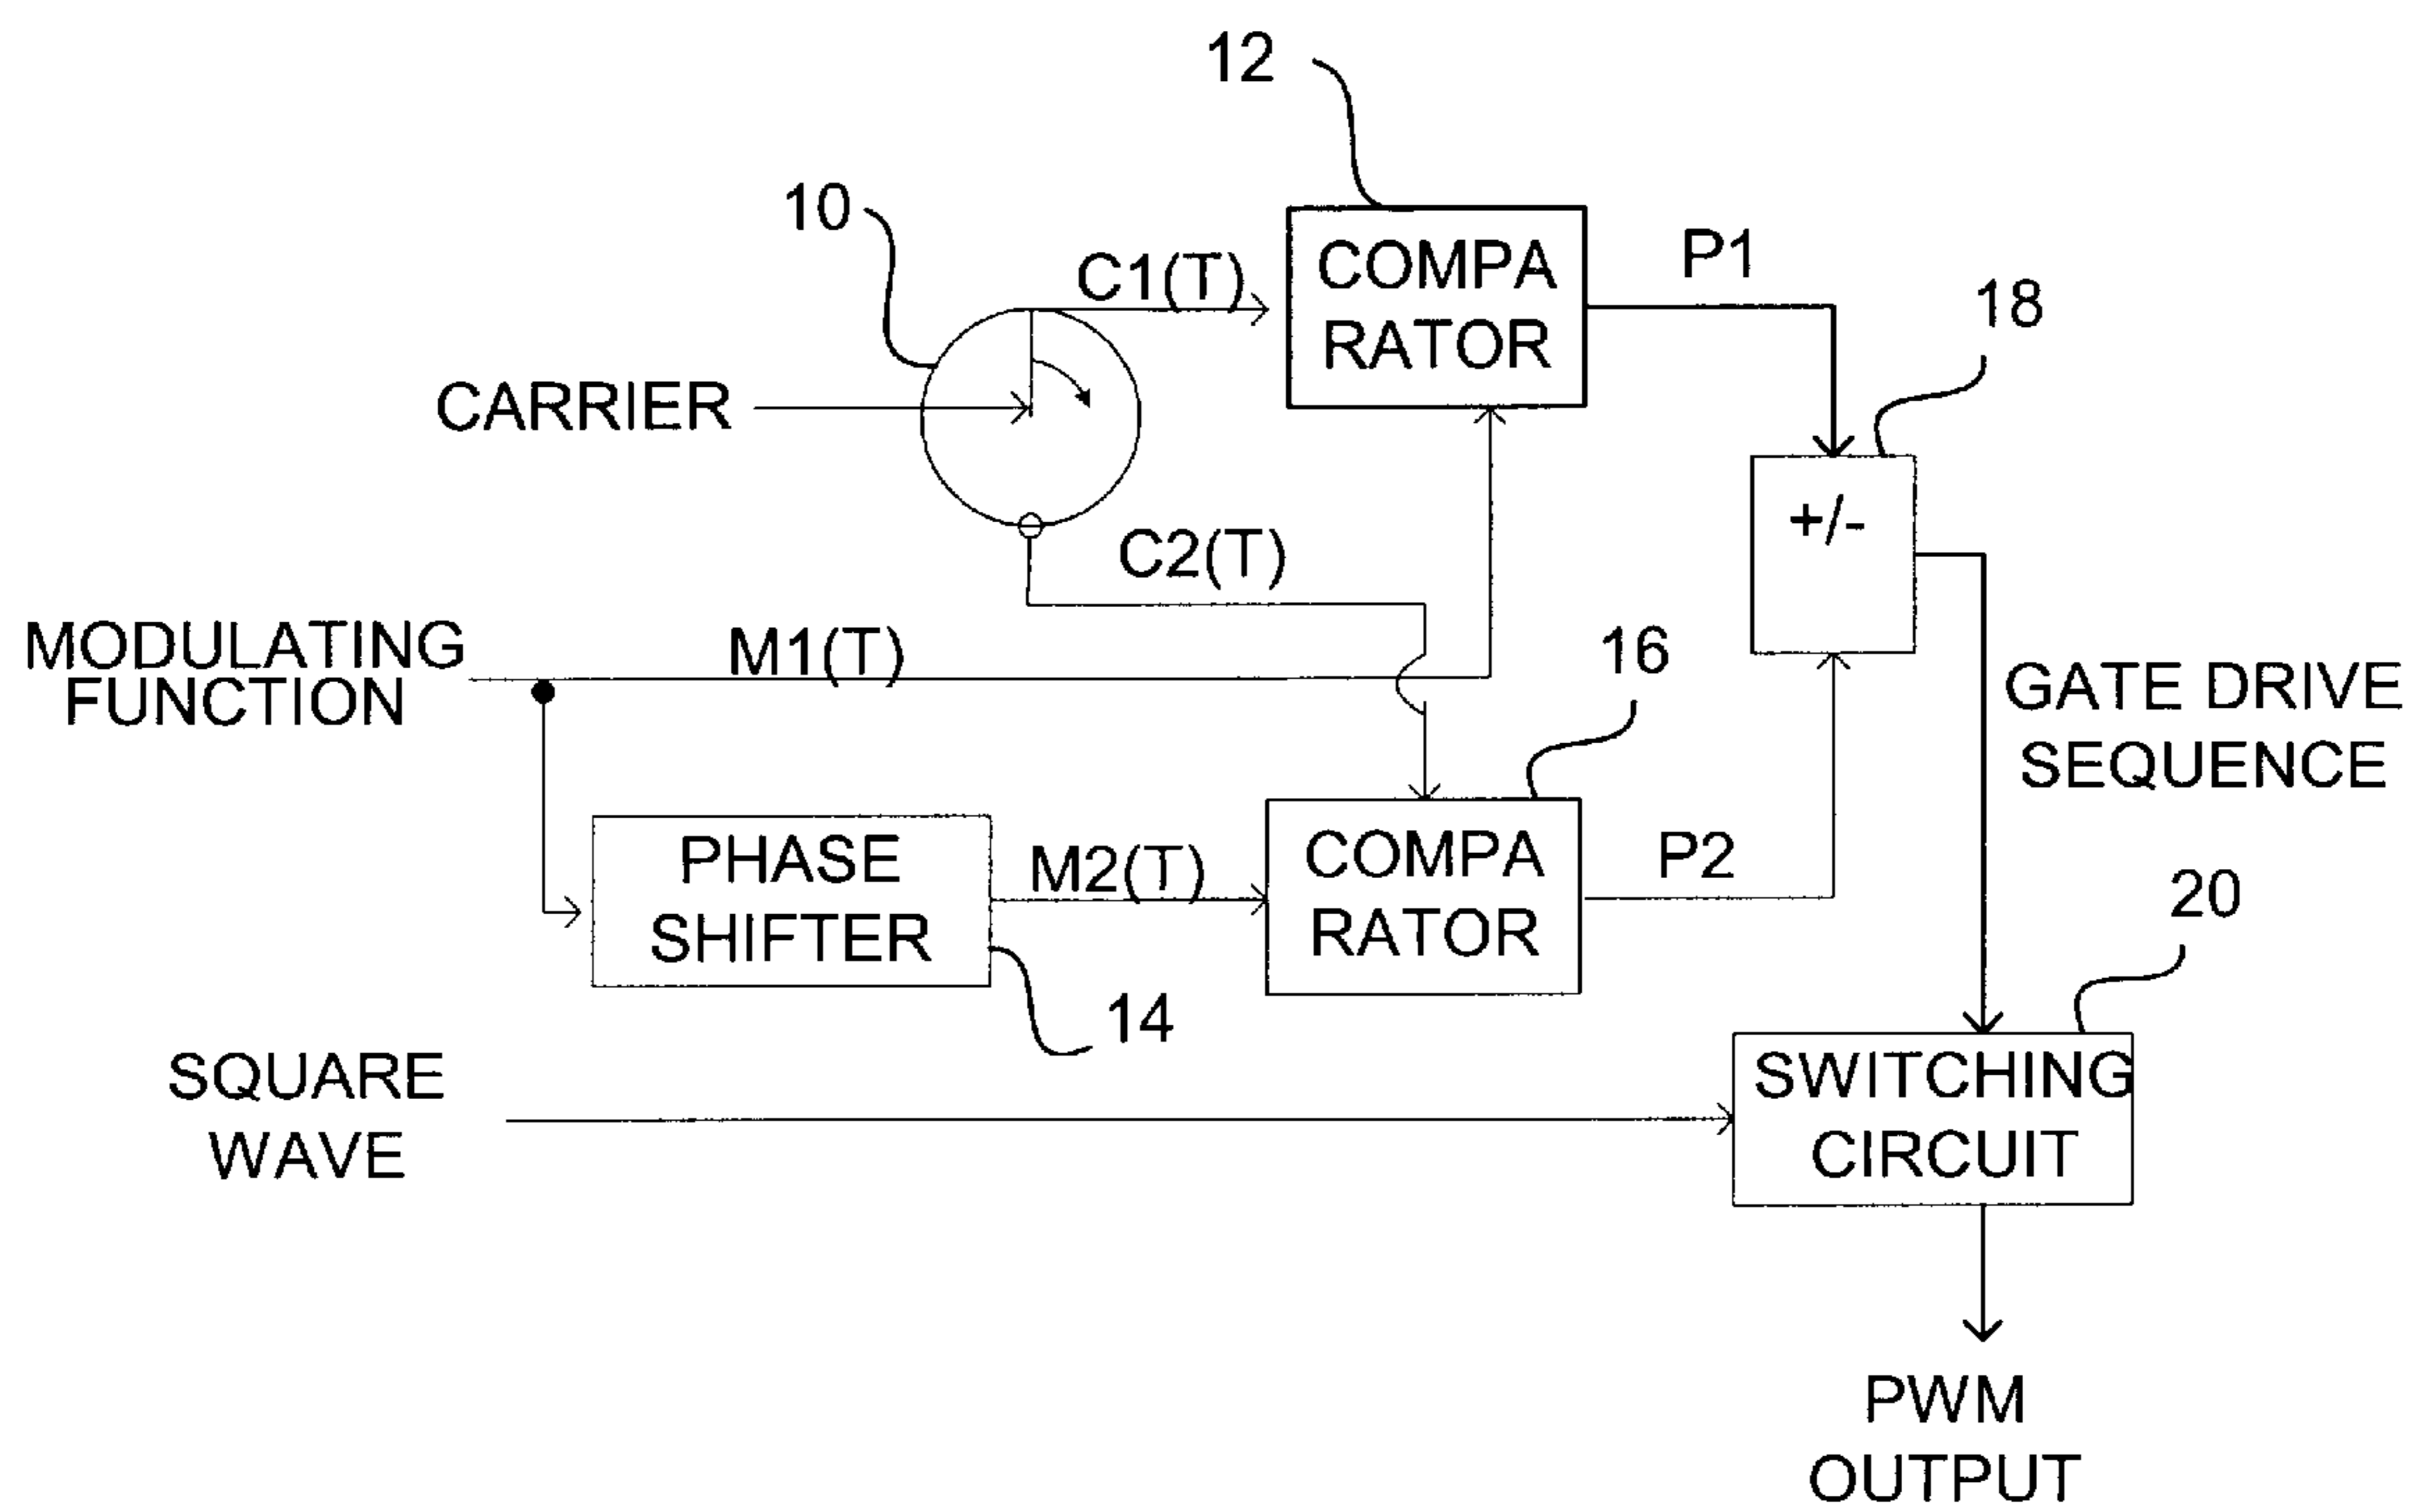 12
10
C1(T)
COMPA
RATOR
P1
18
CARRIER
+/-
C2(T)
MODULATING
FUNCTION
M1(T)
16
GATE DRIVE
SEQUENCE
PHASE
SHIFTER
M2(T)
COMPA
RATOR
P2
20
14
SQUARE
WAVE
SWITCHING
CIRCUIT
PWM
OUTPUT